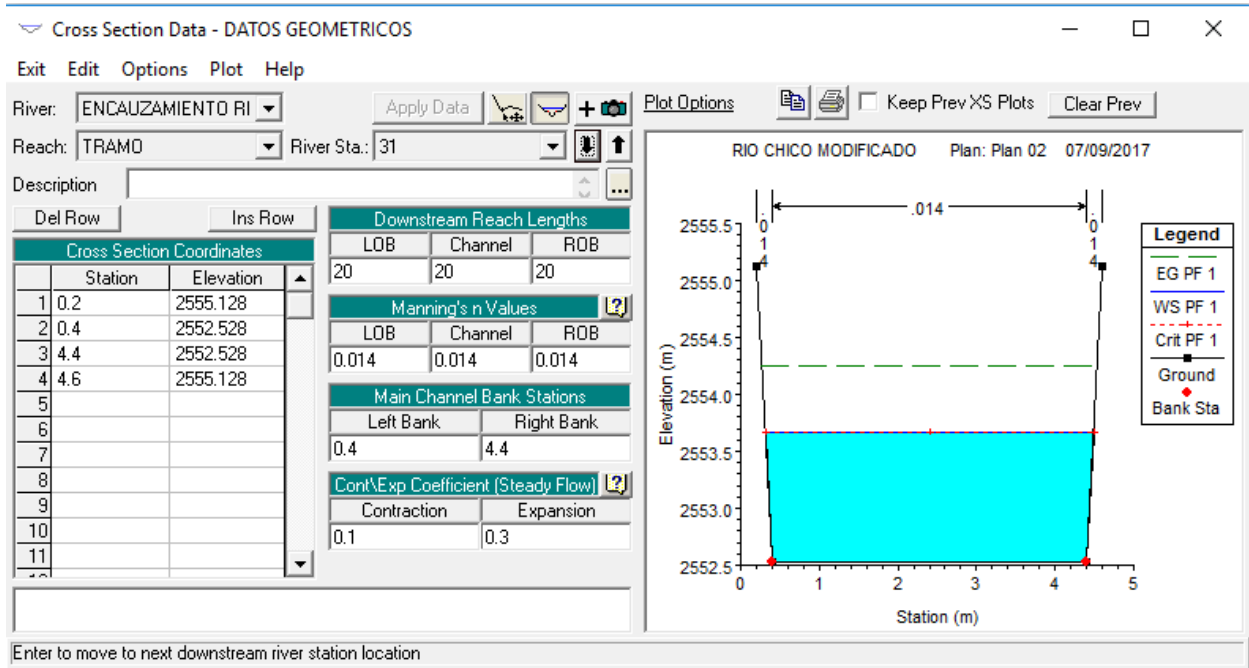 Cross Section Data - DATOS GEOMETRICOS
Exit Edit Options Plot Help
River: ENCAUZAMIENTO RI Apply Data
Reach: TRAMO River Sta.: 31
Description ...
Del Row Ins Row
Cross Section Coordinates
Station Elevation
1 0.2 2555.128
2 0.4 2552.528
3 4.4 2552.528
4 4.6 2555.128
5
6
7
8
9
10
11
Downstream Reach Lengths
LOB Channel ROB
20 20 20
Manning's n Values
LOB Channel ROB
0.014 0.014 0.014
Main Channel Bank Stations
Left Bank Right Bank
0.4 4.4
Cont\Exp Coefficient (Steady Flow)
Contraction Expansion
0.1 0.3
Plot Options Keep Prev XS Plots Clear Prev
RIO CHICO MODIFICADO Plan: Plan 02 07/09/2017
.014 .014 .014
2555.5
2555.0
2554.5
2554.0
2553.5
2553.0
2552.5
Elevation (m)
0 1 2 3 4 5
Station (m)
Legend
EG PF 1
WS PF 1
Crit PF 1
Ground
Bank Sta
Enter to move to next downstream river station location